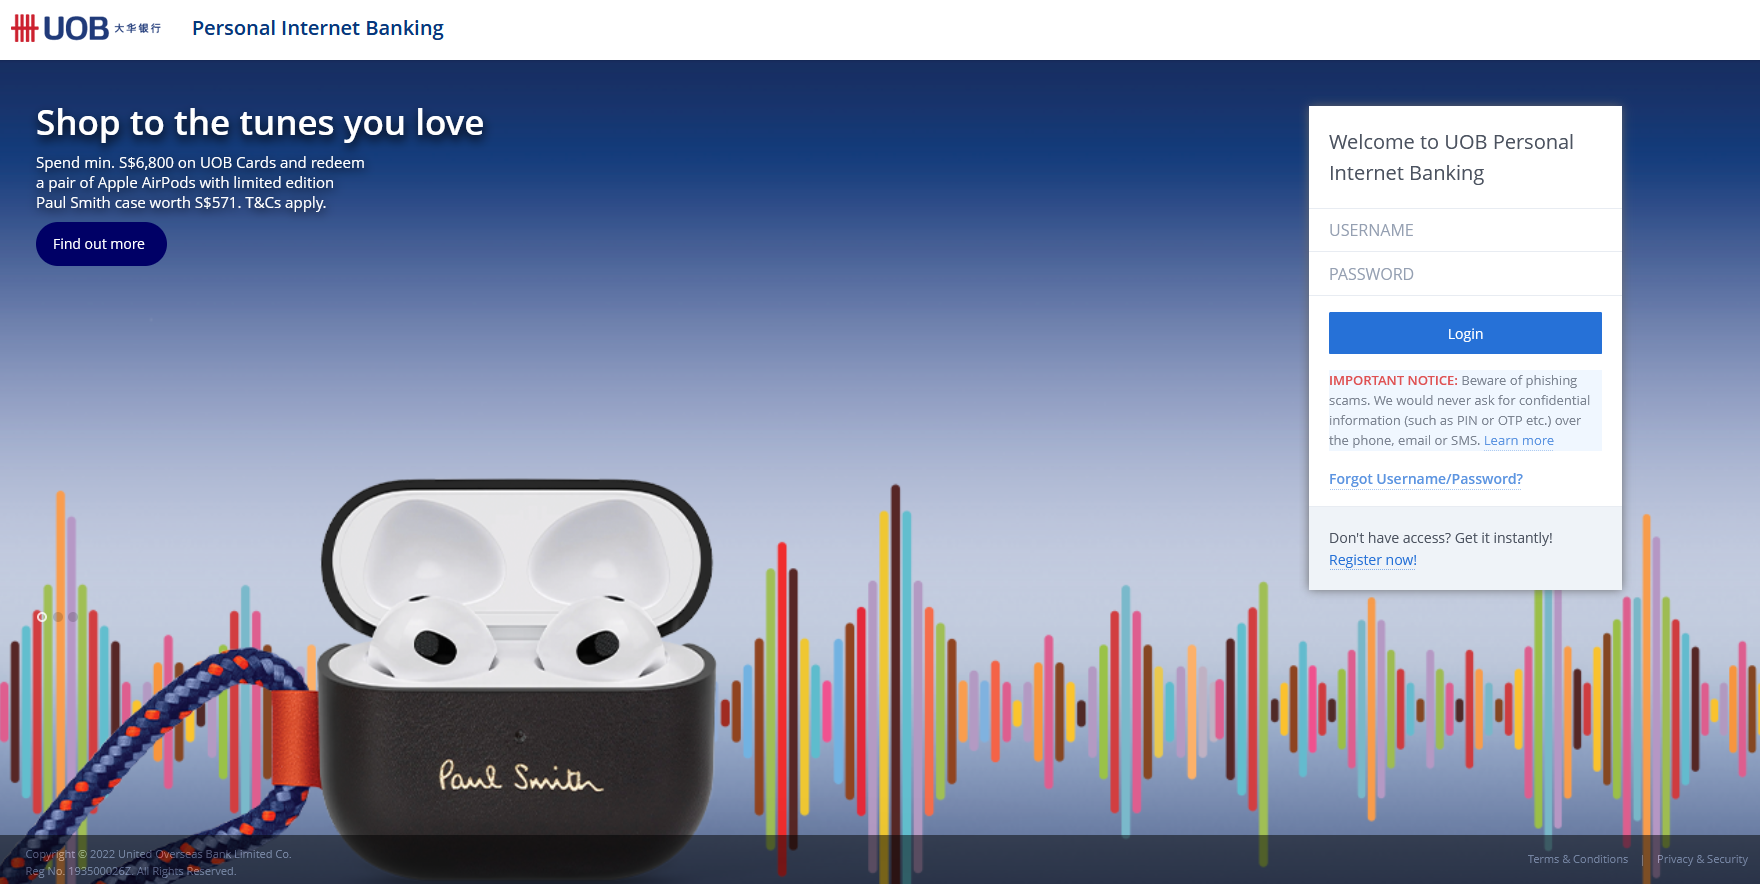 UOB 大华银行
Personal Internet Banking
Shop to the tunes you love
Spend min. S$6,800 on UOB Cards and redeem
a pair of Apple AirPods with limited edition
Paul Smith case worth S$571. T&Cs apply.
Find out more
Welcome to UOB Personal
Internet Banking
USERNAME
PASSWORD
Login
IMPORTANT NOTICE: Beware of phishing
scams. We would never ask for confidential
information (such as PIN or OTP etc.) over
the phone, email or SMS. Learn more
Forgot Username/Password?
Don't have access? Get it instantly!
Register now!
Paul Smith
Copyright © 2022 United Overseas Bank Limited Co.
Reg No. 193500026Z. All Rights Reserved.
Terms & Conditions | Privacy & Security